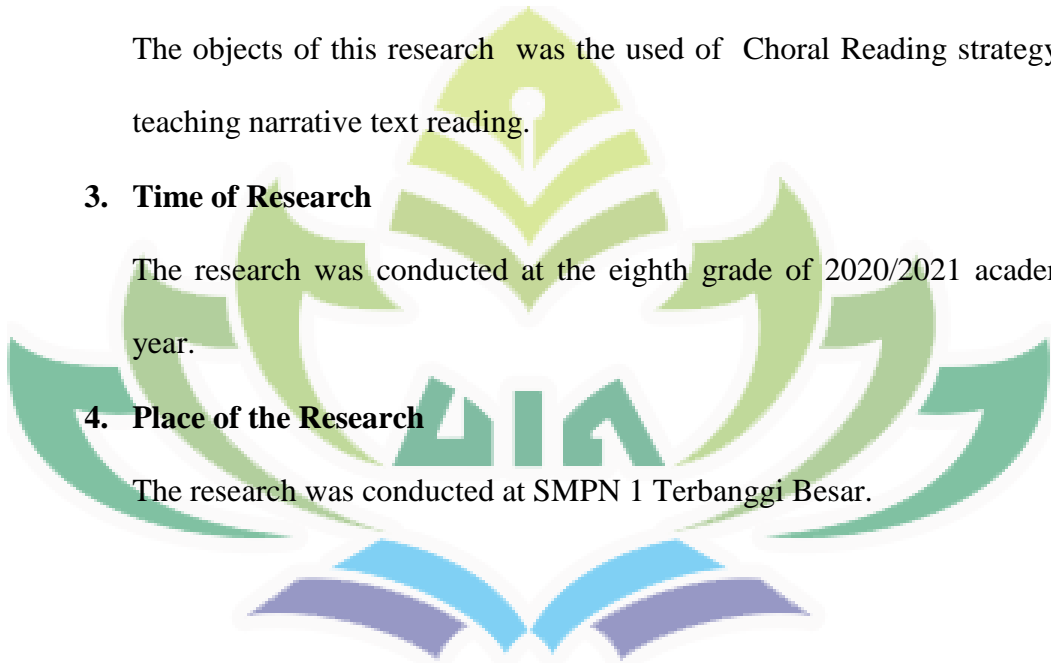 The objects of this research was the used of Choral Reading strategy
teaching narrative text reading.
3. Time of Research
The research was conducted at the eighth grade of 2020/2021
year.
4. Place of the Research
UIN
The research was conducted at SMPN 1 Terbanggi Besar.